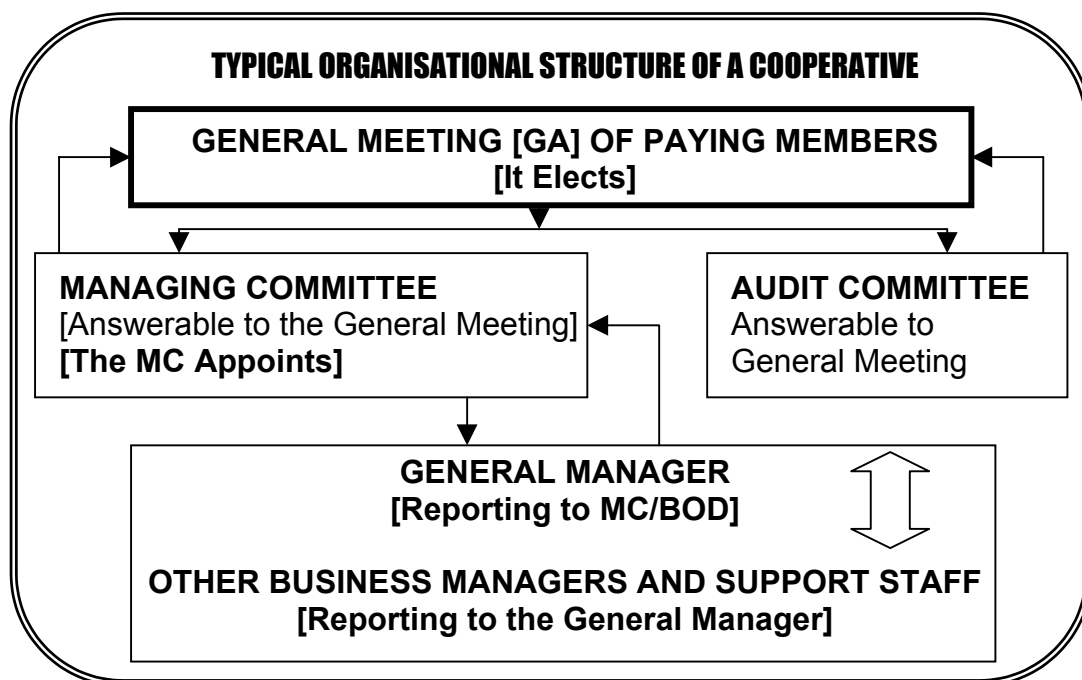 TYPICAL ORGANISATIONAL STRUCTURE OF A COOPERATIVE
GENERAL MEETING [GA] OF PAYING MEMBERS
[It Elects]
MANAGING COMMITTEE
[Answerable to the General Meeting]
[The MC Appoints]
AUDIT COMMITTEE
Answerable to
General Meeting
GENERAL MANAGER
[Reporting to MC/BOD]
OTHER BUSINESS MANAGERS AND SUPPORT STAFF
[Reporting to the General Manager]